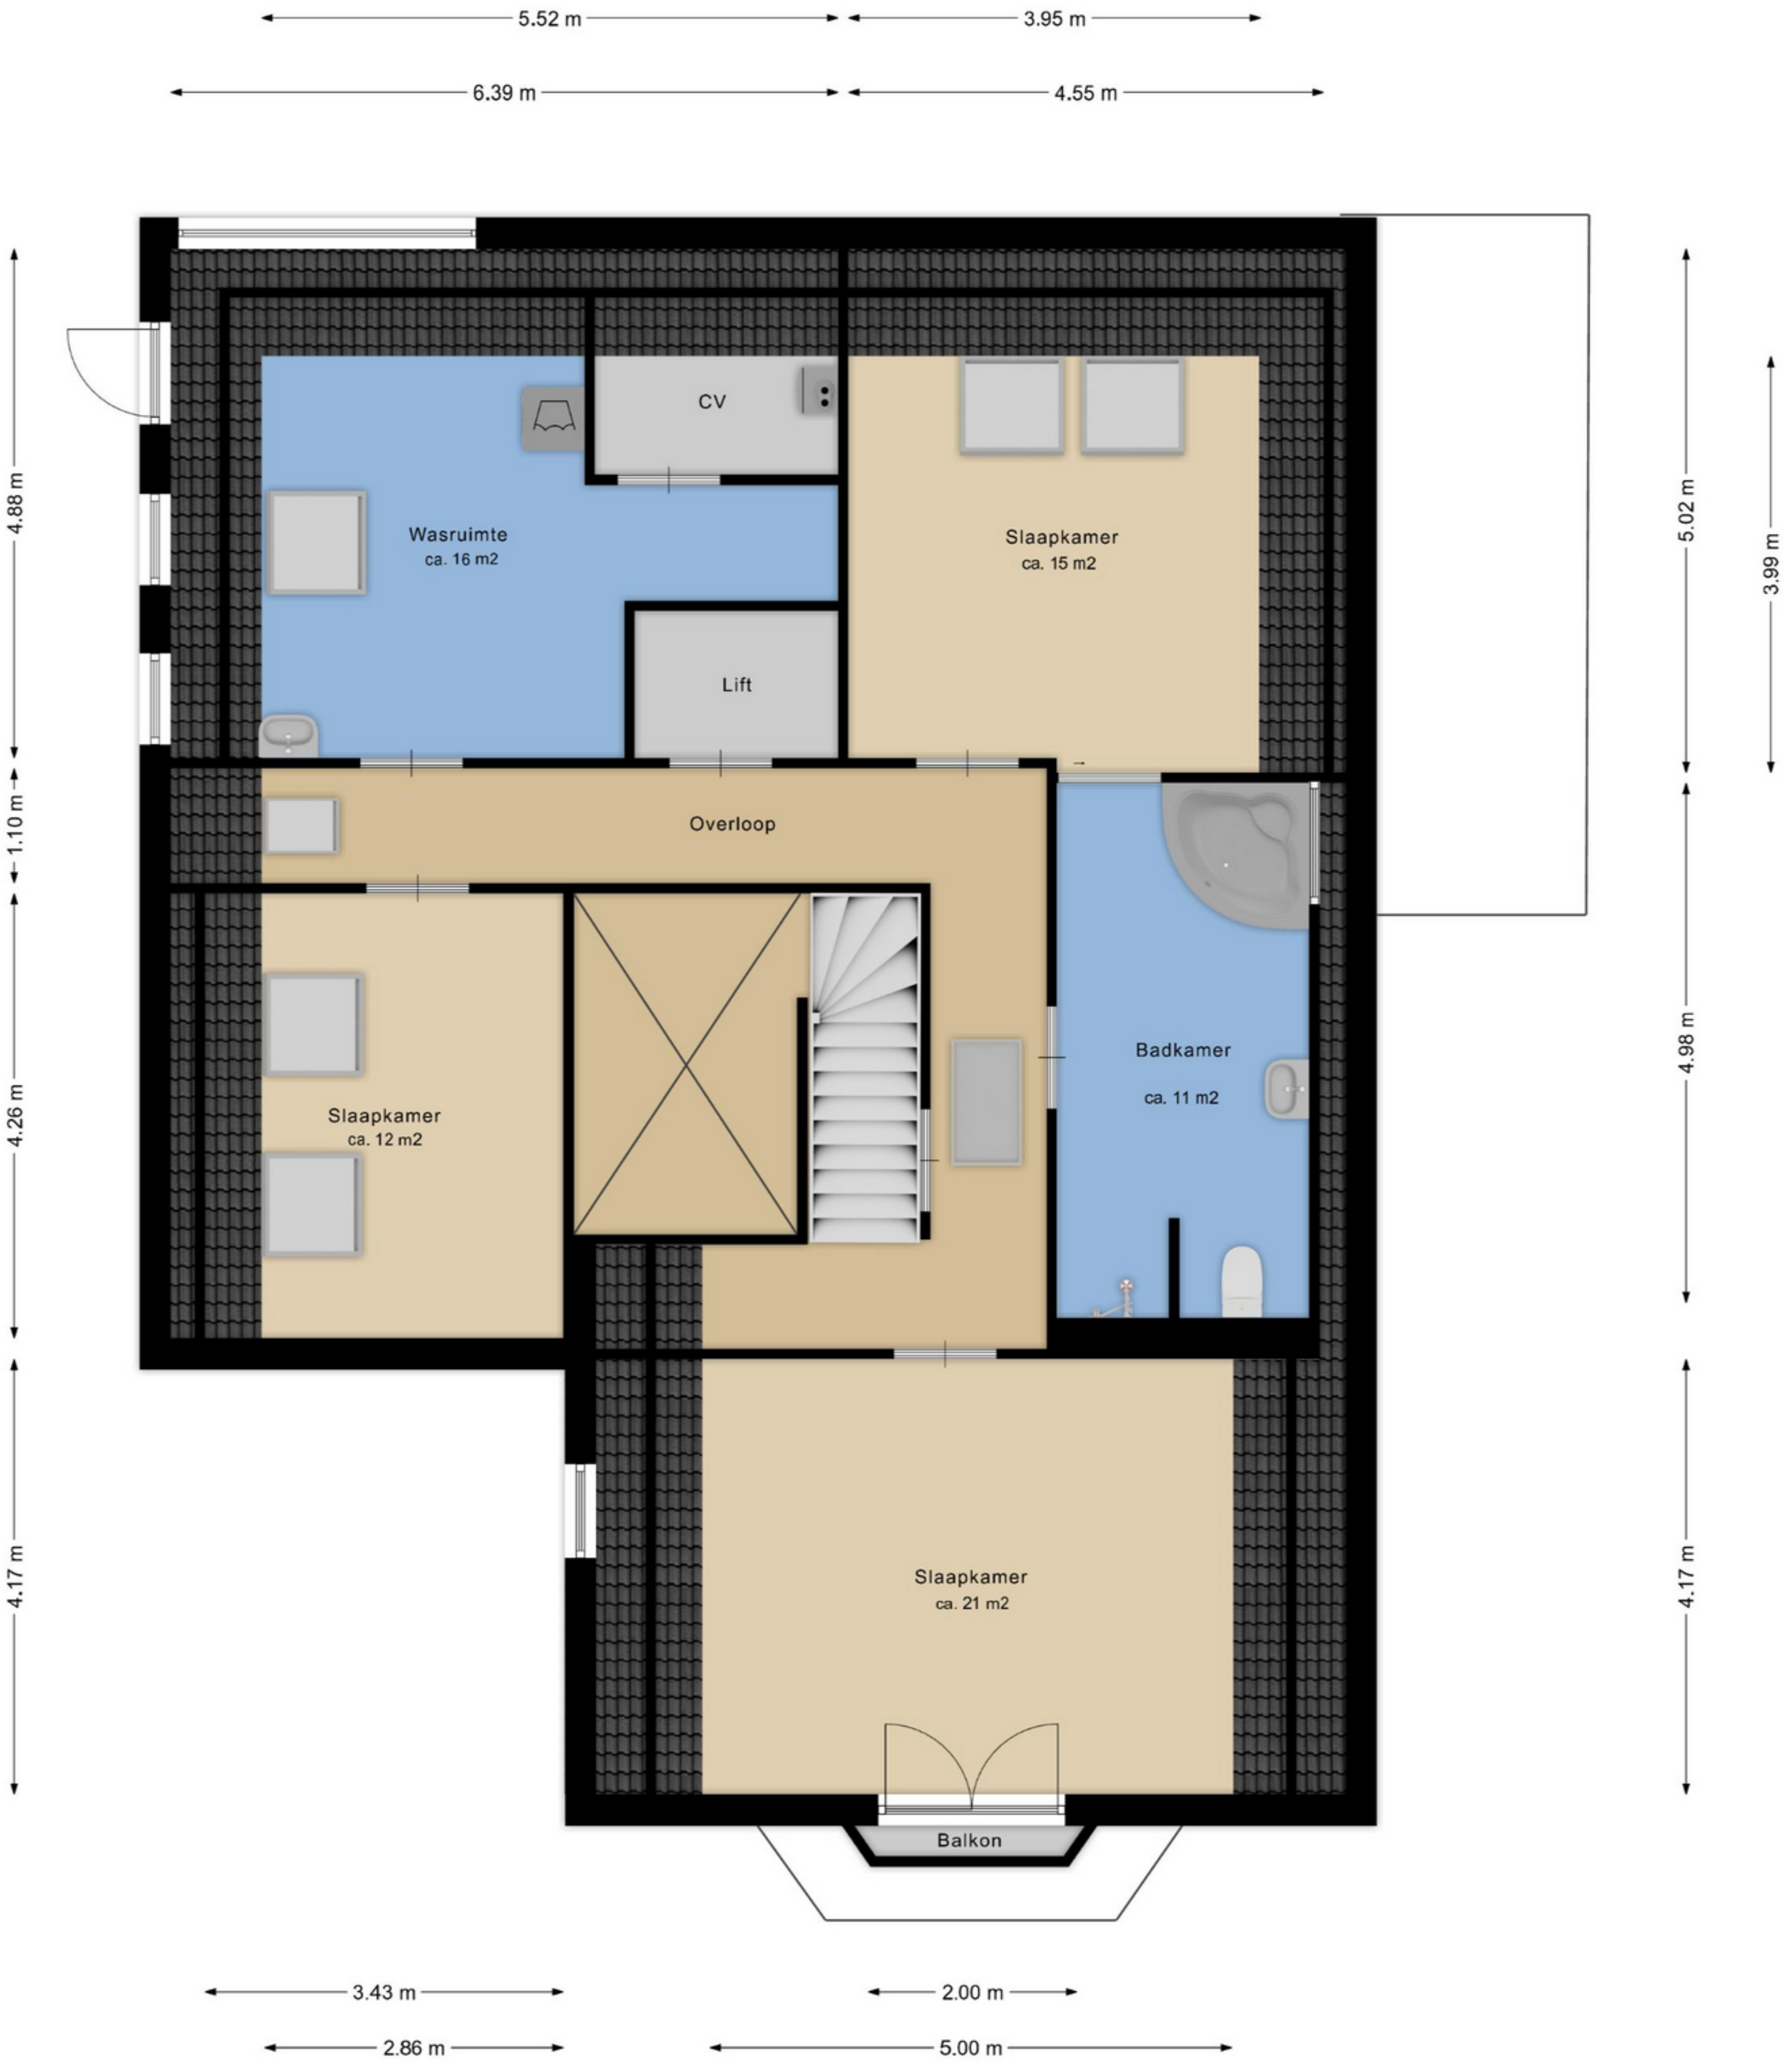 5.52 m
3.95 m
6.39 m
4.55 m
CV
Wasruimte
ca. 16 m2
Slaapkamer
ca. 15 m2
4.88 m
5.02 m
3.99 m
Lift
1.10 m
Overloop
Badkamer
ca. 11 m2
4.98 m
Slaapkamer
ca. 12 m2
4.26 m
Slaapkamer
ca. 21 m2
4.17 m
4.17 m
Balkon
3.43 m
2.00 m
2.86 m
5.00 m